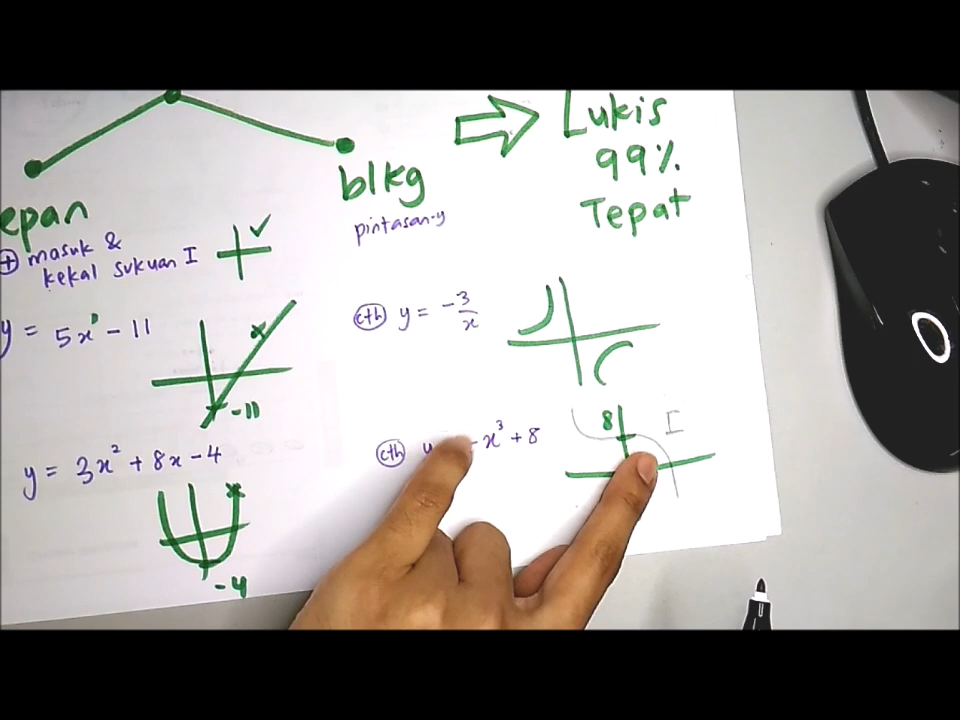 Lukis
99%
Tepat
epan
blkg
pintasan-y
+ masuk &
kekal sukuan I
y = 5x - 11
-11
cth y = -3/x
y = 3x² + 8x - 4
-4
cth y - x³ + 8
8
I